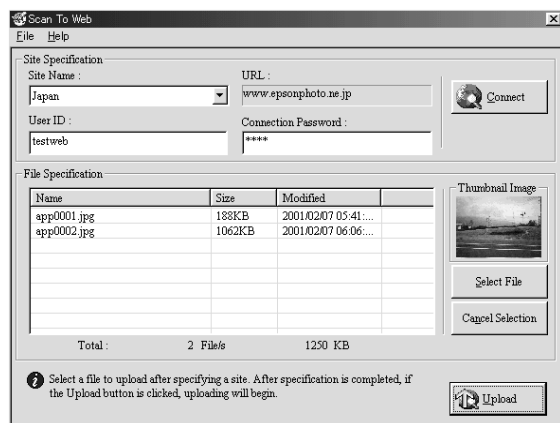 Scan To Web
File Help
Site Specification
Site Name :
URL :
Japan
www.epsonphoto.ne.jp
Connect
User ID :
Connection Password :
testweb
****
File Specification
Thumbnail Image
Name Size Modified
app0001.jpg 188KB 2001/02/07 05:41:...
app0002.jpg 1062KB 2001/02/07 06:06:...
Select File
Cancel Selection
Total : 2 File/s 1250 KB
Select a file to upload after specifying a site. After specification is completed, if
the Upload button is clicked, uploading will begin.
Upload